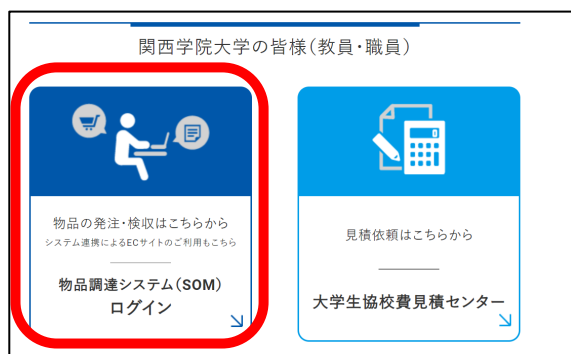 関西学院大学の皆様(教員・職員)
物品の発注・検収はこちらから
システム連携によるECサイトのご利用もこちら
物品調達システム(SOM)
ログイン
見積依頼はこちらから
大学生協校費見積センター